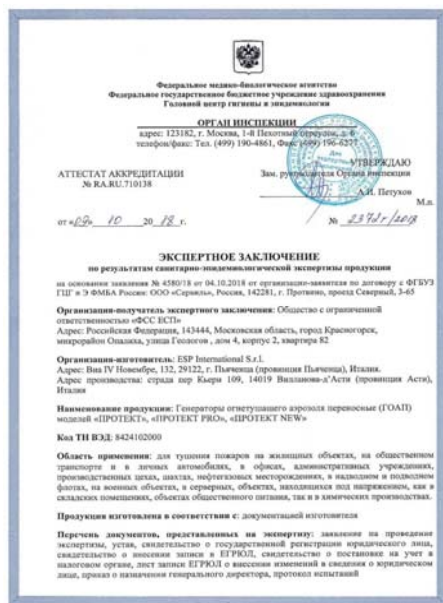 Федеральное медико-биологическое агентство
Федеральное государственное бюджетное учреждение здравоохранения
Головной центр гигиены и эпидемиологии
ОРГАН ИНСПЕКЦИИ
адрес: 123182, г. Москва, 1-й Пехотный переулок, д. 6
телефон/факс: Тел. (499) 190-4861, Факс (499) 196-6277
УТВЕРЖДАЮ
АТТЕСТАТ АККРЕДИТАЦИИ
Зам. руководителя Органа инспекции
№ RA.RU.710138
А.И. Петухов
М.п.
от «09» 10 2018 г.
№ 2372г/2018
ЭКСПЕРТНОЕ ЗАКЛЮЧЕНИЕ
по результатам санитарно-эпидемиологической экспертизы продукции
на основании заявления № 4580/18 от 04.10.2018 от организации-заявителя по договору с ФГБУЗ
ГЦГ и Э ФМБА России: ООО «Сервиль», Россия, 142281, г. Протвино, проезд Северный, 3-65
Организация-получатель экспертного заключения: Общество с ограниченной
ответственностью «ФСС ЕСП»
Адрес: Российская Федерация, 143444, Московская область, город Красногорск,
микрорайон Опалиха, улица Геологов , дом 4, корпус 2, квартира 82
Организация-изготовитель: ESP International S.r.l.
Адрес: Виа IV Новембре, 132, 29122, г. Пьяченца (провинция Пьяченца), Италия.
Адрес производства: страда пер Кьери 109, 14019 Вилланова-д’Асти (провинция Асти),
Италия
Наименование продукции: Генераторы огнетушащего аэрозоля переносные (ГОАП)
моделей «ПРОТЕКТ», «ПРОТЕКТ PRO», «ПРОТЕКТ NEW»
Код ТН ВЭД: 8424102000
Область применения: для тушения пожаров на жилищных объектах, на общественном
транспорте и в личных автомобилях, в офисах, административных учреждениях,
производственных цехах, шахтах, нефтегазовых месторождениях, в надводном и подводном
флотах, на военных объектах, в серверных, объектах, находящихся под напряжением, как и в
складских помещениях, объектах общественного питания, так и в химических производствах.
Продукция изготовлена в соответствии с: документацией изготовителя
Перечень документов, представленных на экспертизу: заявление на проведение
экспертизы, устав, свидетельство о государственной регистрации юридического лица,
свидетельство о внесении записи в ЕГРЮЛ, свидетельство о постановке на учет в
налоговом органе, лист записи ЕГРЮЛ о внесении изменений в сведения о юридическом
лице, приказ о назначении генерального директора, протокол испытаний